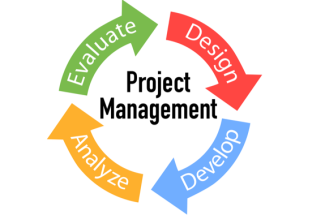 Evaluate
Design
Project
Management
Analyze
Develop